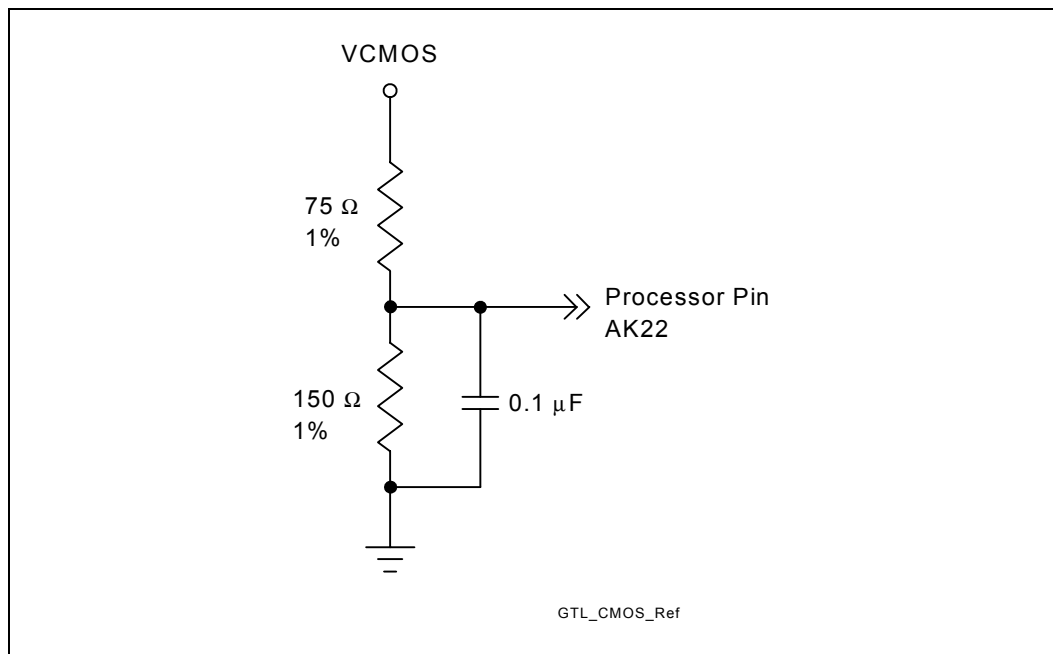 VCMOS
75 Ω
1%
Processor Pin
AK22
150 Ω
1%
0.1 μF
GTL_CMOS_Ref